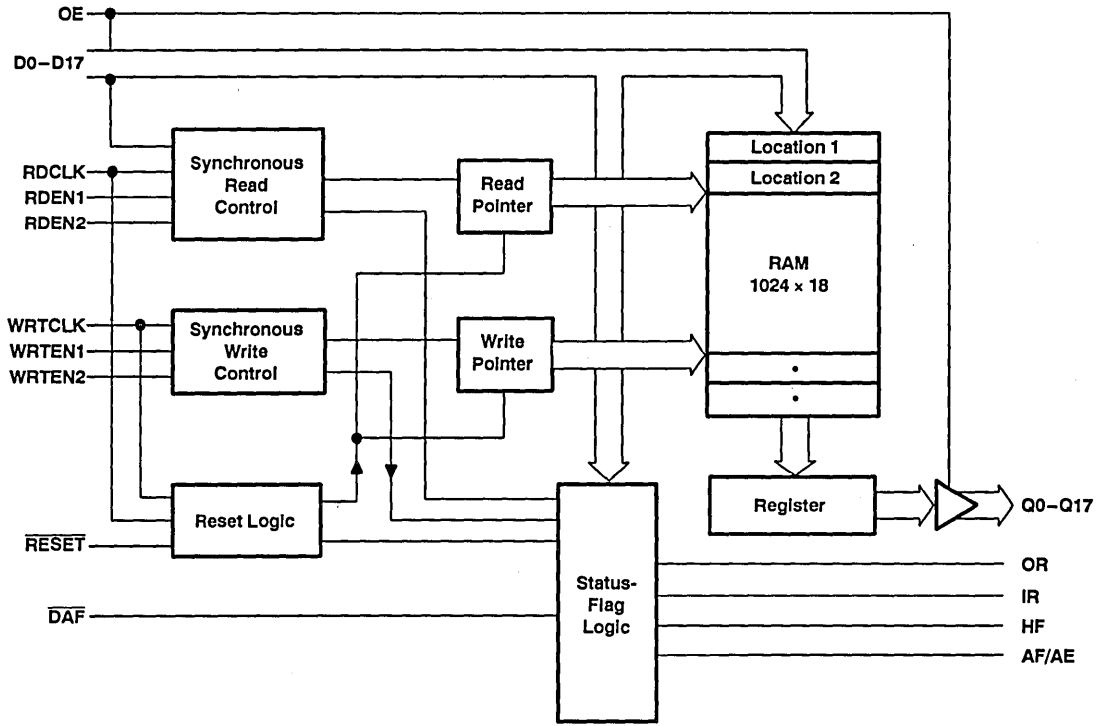 OE
D0–D17
RDCLK
RDEN1
RDEN2
Synchronous
Read
Control
Read
Pointer
Location 1
Location 2
RAM
1024 × 18
WRTCLK
WRTEN1
WRTEN2
Synchronous
Write
Control
Write
Pointer
RESET
Reset Logic
Register
Q0–Q17
DAF
Status-
Flag
Logic
OR
IR
HF
AF/AE